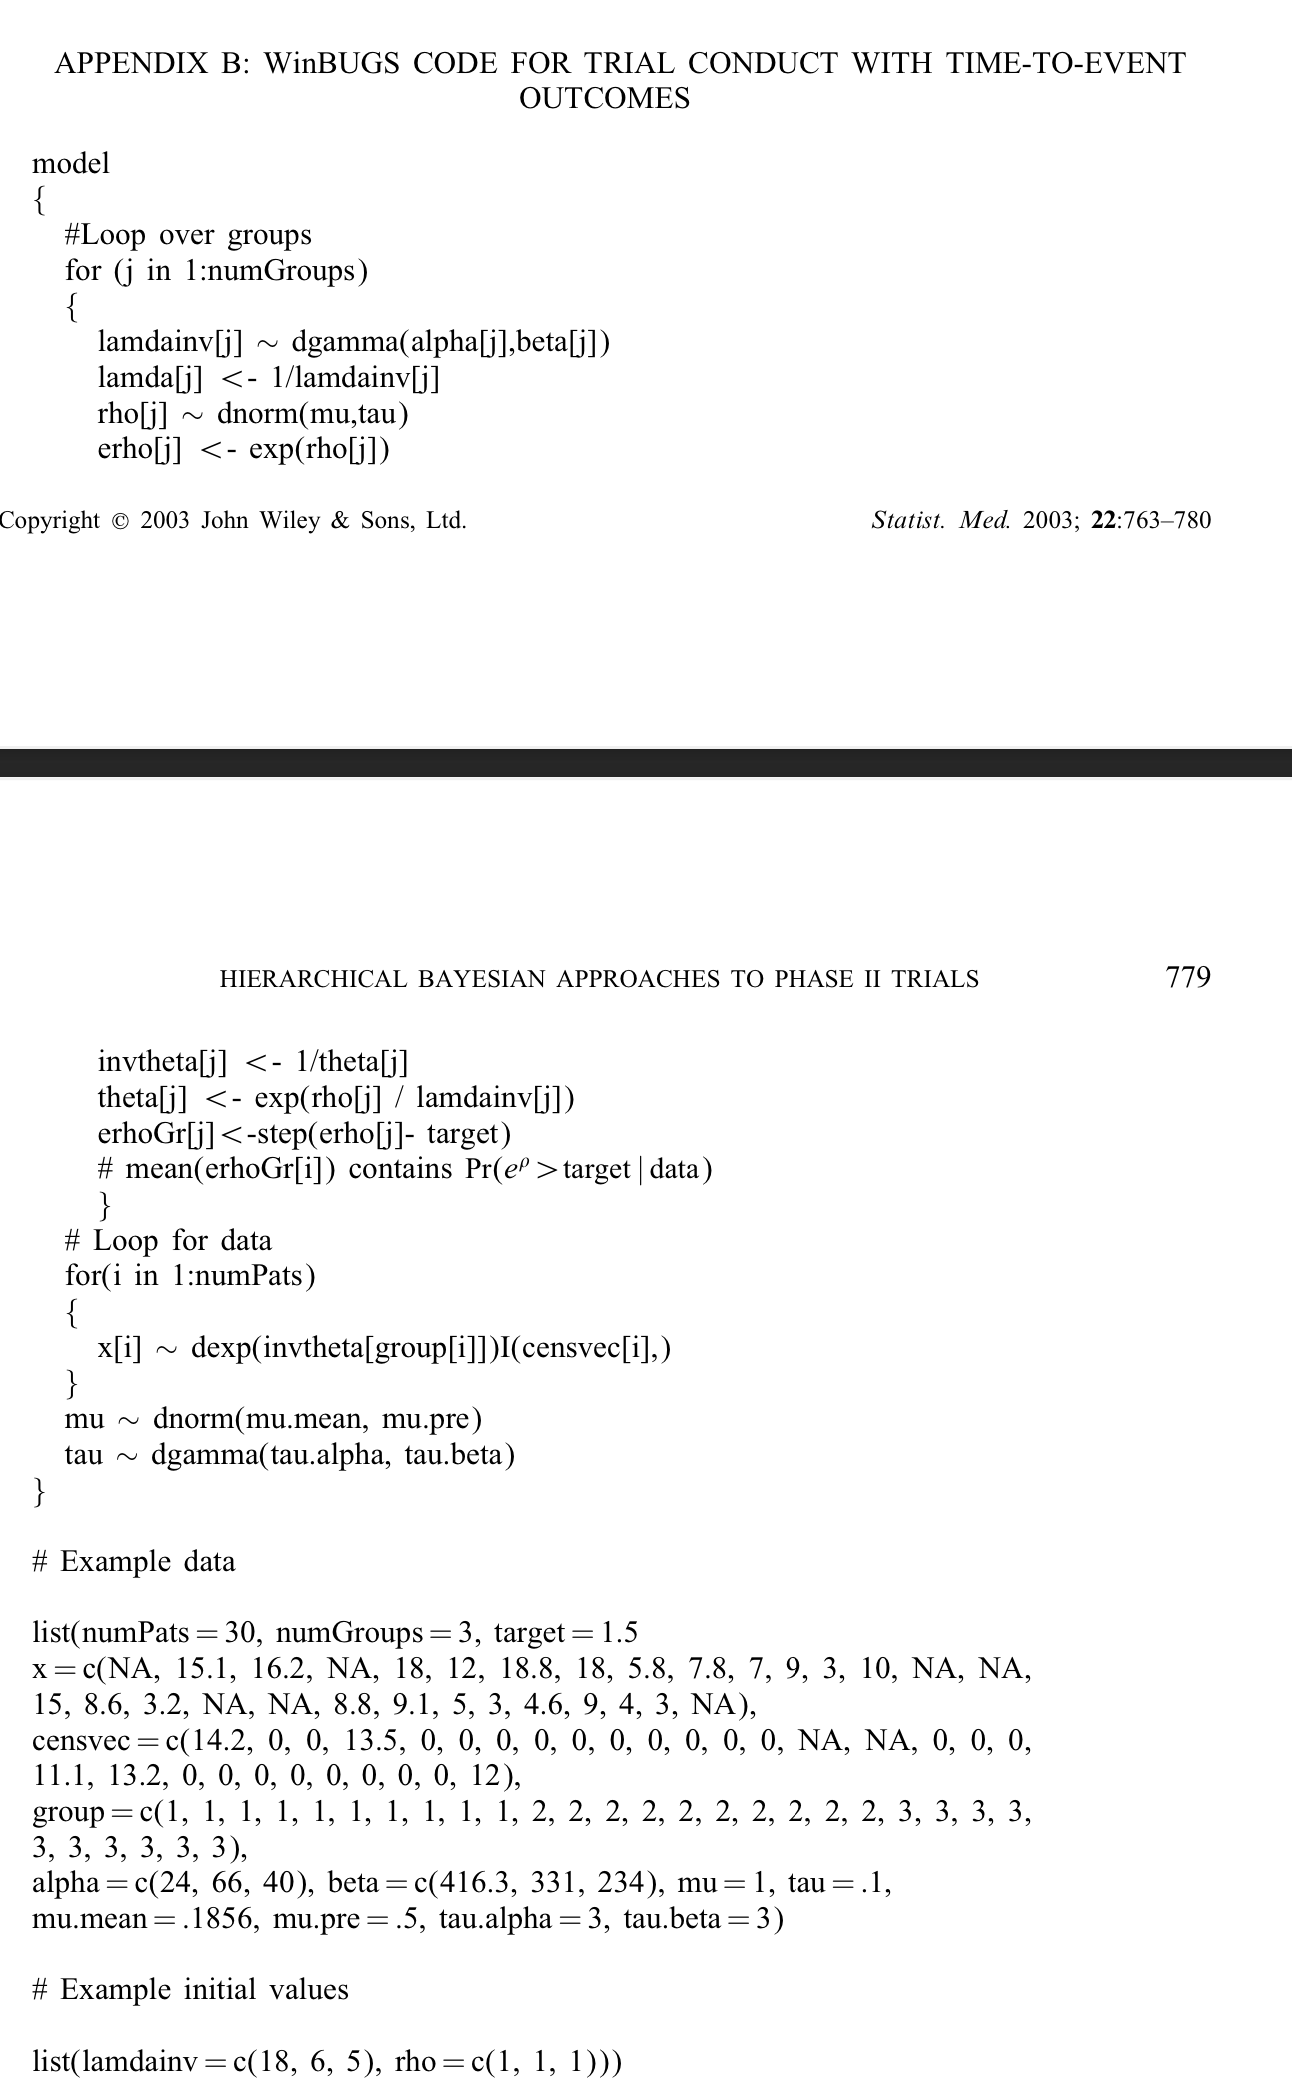 APPENDIX B: WinBUGS CODE FOR TRIAL CONDUCT WITH TIME-TO-EVENT
OUTCOMES
model
{
#Loop over groups
for (j in 1:numGroups)
{
lamdainv[j] ~ dgamma(alpha[j],beta[j])
lamda[j] <- 1/lamdainv[j]
rho[j] ~ dnorm(mu,tau)
erho[j] <- exp(rho[j])
Copyright © 2003 John Wiley & Sons, Ltd. Statist. Med. 2003; 22:763–780
HIERARCHICAL BAYESIAN APPROACHES TO PHASE II TRIALS 779
invtheta[j] <- 1/theta[j]
theta[j] <- exp(rho[j] / lamdainv[j])
erhoGr[j]<-step(erho[j]- target)
# mean(erhoGr[i]) contains Pr(e^ρ>target|data)
}
# Loop for data
for(i in 1:numPats)
{
x[i] ~ dexp(invtheta[group[i]])I(censvec[i],)
}
mu ~ dnorm(mu.mean, mu.pre)
tau ~ dgamma(tau.alpha, tau.beta)
}
# Example data
list(numPats=30, numGroups=3, target=1.5
x=c(NA, 15.1, 16.2, NA, 18, 12, 18.8, 18, 5.8, 7.8, 7, 9, 3, 10, NA, NA,
15, 8.6, 3.2, NA, NA, 8.8, 9.1, 5, 3, 4.6, 9, 4, 3, NA),
censvec=c(14.2, 0, 0, 13.5, 0, 0, 0, 0, 0, 0, 0, 0, 0, 0, NA, NA, 0, 0, 0,
11.1, 13.2, 0, 0, 0, 0, 0, 0, 0, 0, 12),
group=c(1, 1, 1, 1, 1, 1, 1, 1, 1, 1, 2, 2, 2, 2, 2, 2, 2, 2, 2, 2, 3, 3, 3, 3,
3, 3, 3, 3, 3, 3),
alpha=c(24, 66, 40), beta=c(416.3, 331, 234), mu=1, tau=.1,
mu.mean=.1856, mu.pre=.5, tau.alpha=3, tau.beta=3)
# Example initial values
list(lamdainv=c(18, 6, 5), rho=c(1, 1, 1)))